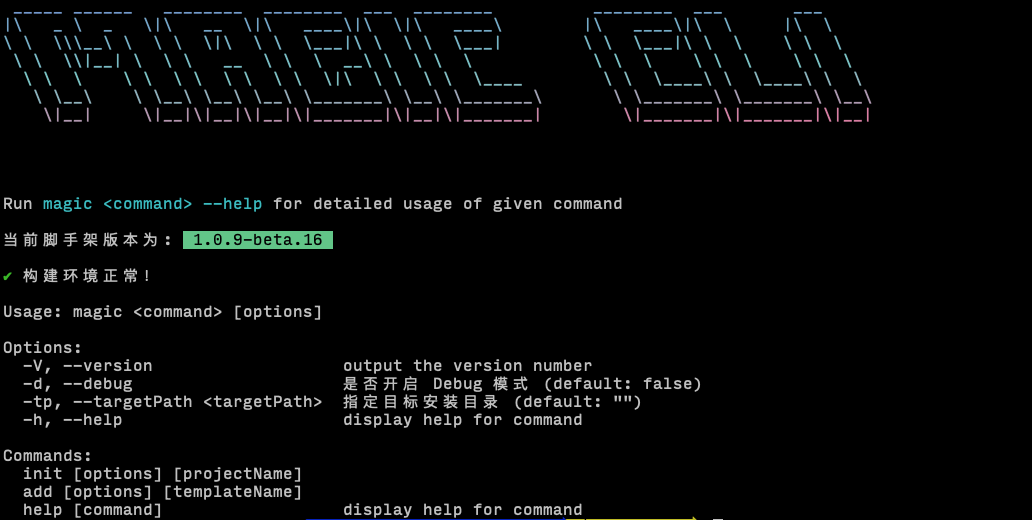 MAGIC CLI
Run magic <command> --help for detailed usage of given command
当前脚手架版本为: 1.0.9-beta.16
✔ 构建环境正常!
Usage: magic <command> [options]
Options:
-V, --version output the version number
-d, --debug 是否开启 Debug 模式 (default: false)
-tp, --targetPath <targetPath> 指定目标安装目录 (default: "")
-h, --help display help for command
Commands:
init [options] [projectName]
add [options] [templateName]
help [command] display help for command